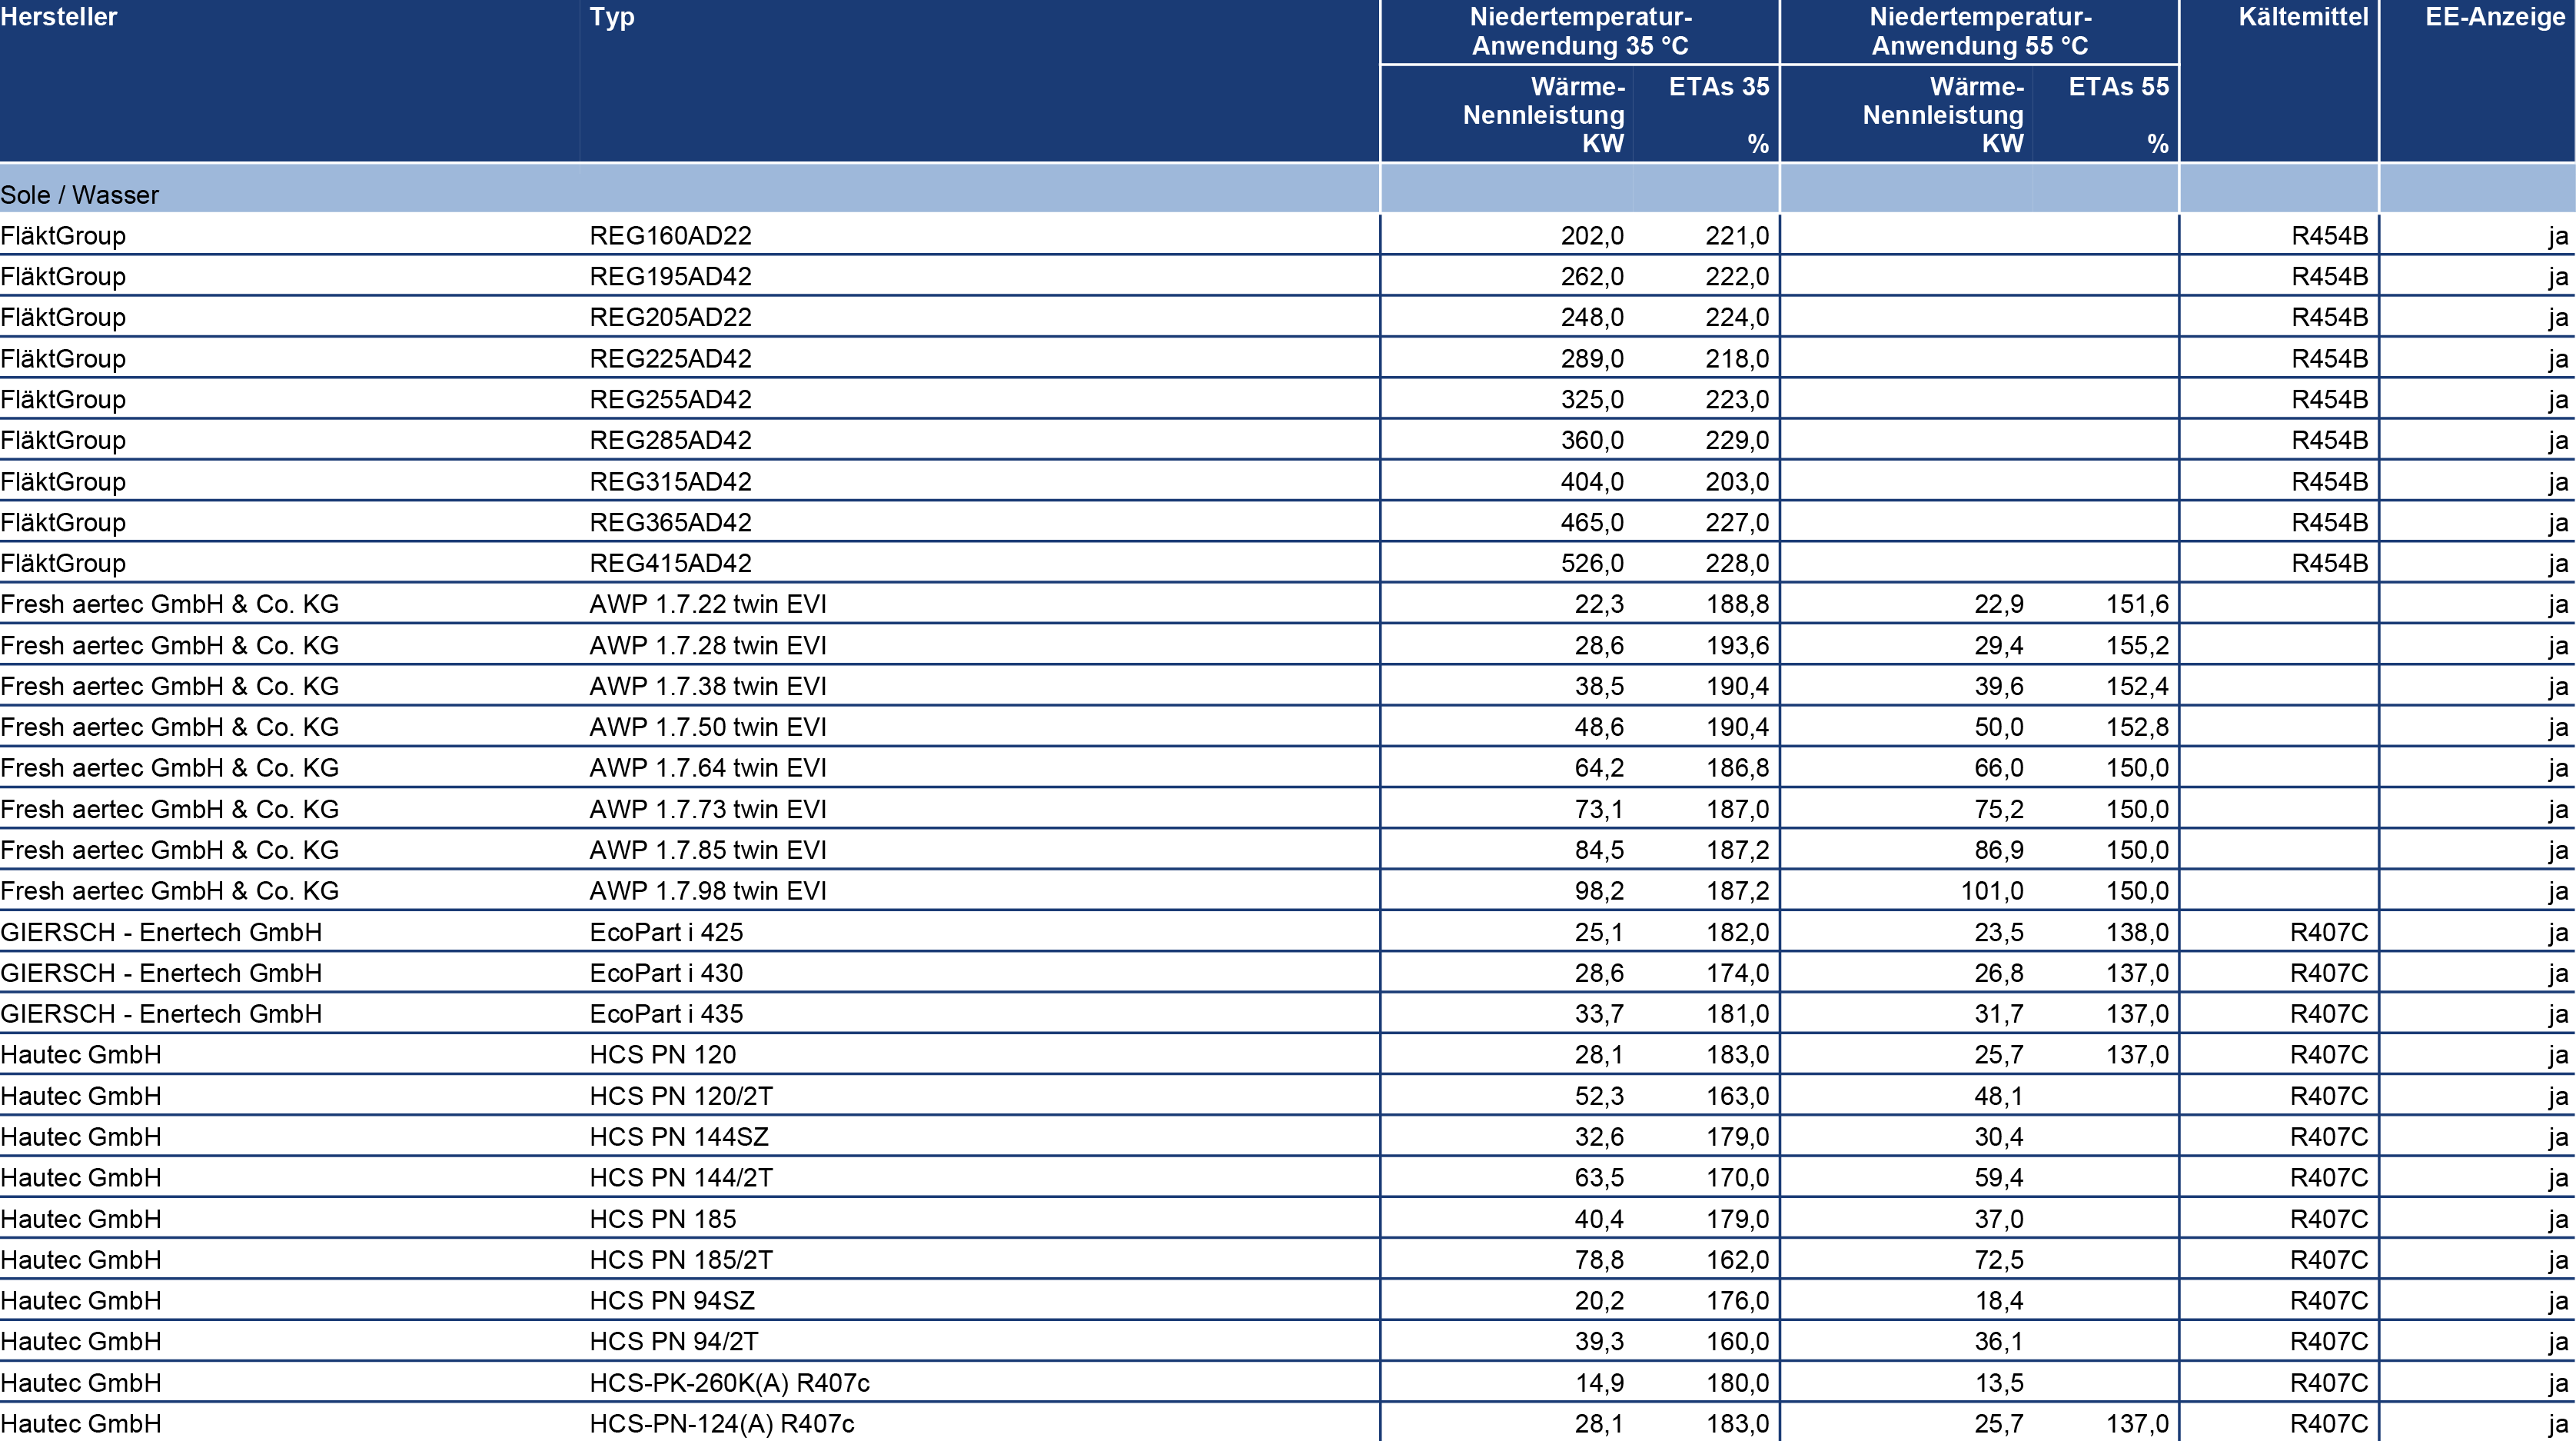 Hersteller Typ Niedertemperatur- Niedertemperatur- Kältemittel EE-Anzeige
Anwendung 35 °C Anwendung 55 °C
Wärme- ETAs 35 Wärme- ETAs 55
Nennleistung Nennleistung
KW % KW %
Sole / Wasser
FläktGroup REG160AD22 202,0 221,0 R454B ja
FläktGroup REG195AD42 262,0 222,0 R454B ja
FläktGroup REG205AD22 248,0 224,0 R454B ja
FläktGroup REG225AD42 289,0 218,0 R454B ja
FläktGroup REG255AD42 325,0 223,0 R454B ja
FläktGroup REG285AD42 360,0 229,0 R454B ja
FläktGroup REG315AD42 404,0 203,0 R454B ja
FläktGroup REG365AD42 465,0 227,0 R454B ja
FläktGroup REG415AD42 526,0 228,0 R454B ja
Fresh aertec GmbH & Co. KG AWP 1.7.22 twin EVI 22,3 188,8 22,9 151,6 ja
Fresh aertec GmbH & Co. KG AWP 1.7.28 twin EVI 28,6 193,6 29,4 155,2 ja
Fresh aertec GmbH & Co. KG AWP 1.7.38 twin EVI 38,5 190,4 39,6 152,4 ja
Fresh aertec GmbH & Co. KG AWP 1.7.50 twin EVI 48,6 190,4 50,0 152,8 ja
Fresh aertec GmbH & Co. KG AWP 1.7.64 twin EVI 64,2 186,8 66,0 150,0 ja
Fresh aertec GmbH & Co. KG AWP 1.7.73 twin EVI 73,1 187,0 75,2 150,0 ja
Fresh aertec GmbH & Co. KG AWP 1.7.85 twin EVI 84,5 187,2 86,9 150,0 ja
Fresh aertec GmbH & Co. KG AWP 1.7.98 twin EVI 98,2 187,2 101,0 150,0 ja
GIERSCH - Enertech GmbH EcoPart i 425 25,1 182,0 23,5 138,0 R407C ja
GIERSCH - Enertech GmbH EcoPart i 430 28,6 174,0 26,8 137,0 R407C ja
GIERSCH - Enertech GmbH EcoPart i 435 33,7 181,0 31,7 137,0 R407C ja
Hautec GmbH HCS PN 120 28,1 183,0 25,7 137,0 R407C ja
Hautec GmbH HCS PN 120/2T 52,3 163,0 48,1 R407C ja
Hautec GmbH HCS PN 144SZ 32,6 179,0 30,4 R407C ja
Hautec GmbH HCS PN 144/2T 63,5 170,0 59,4 R407C ja
Hautec GmbH HCS PN 185 40,4 179,0 37,0 R407C ja
Hautec GmbH HCS PN 185/2T 78,8 162,0 72,5 R407C ja
Hautec GmbH HCS PN 94SZ 20,2 176,0 18,4 R407C ja
Hautec GmbH HCS PN 94/2T 39,3 160,0 36,1 R407C ja
Hautec GmbH HCS-PK-260K(A) R407c 14,9 180,0 13,5 R407C ja
Hautec GmbH HCS-PN-124(A) R407c 28,1 183,0 25,7 137,0 R407C ja